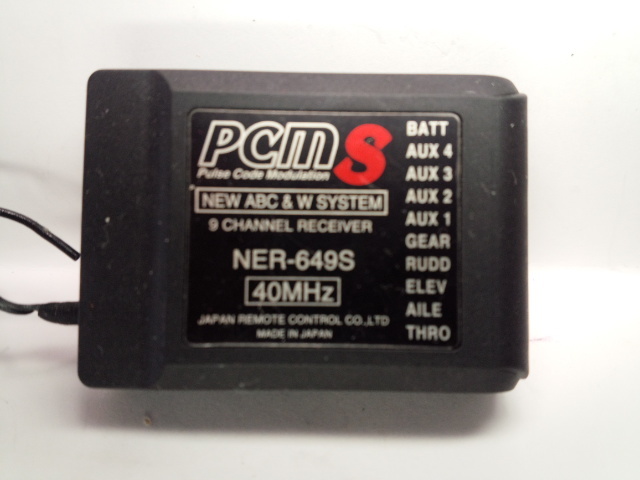 PCM S
Pulse Code Modulation
NEW ABC & W SYSTEM
9 CHANNEL RECEIVER
NER-649S
40MHz
JAPAN REMOTE CONTROL CO.,LTD
MADE IN JAPAN
BATT
AUX 4
AUX 3
AUX 2
AUX 1
GEAR
RUDD
ELEV
AILE
THRO